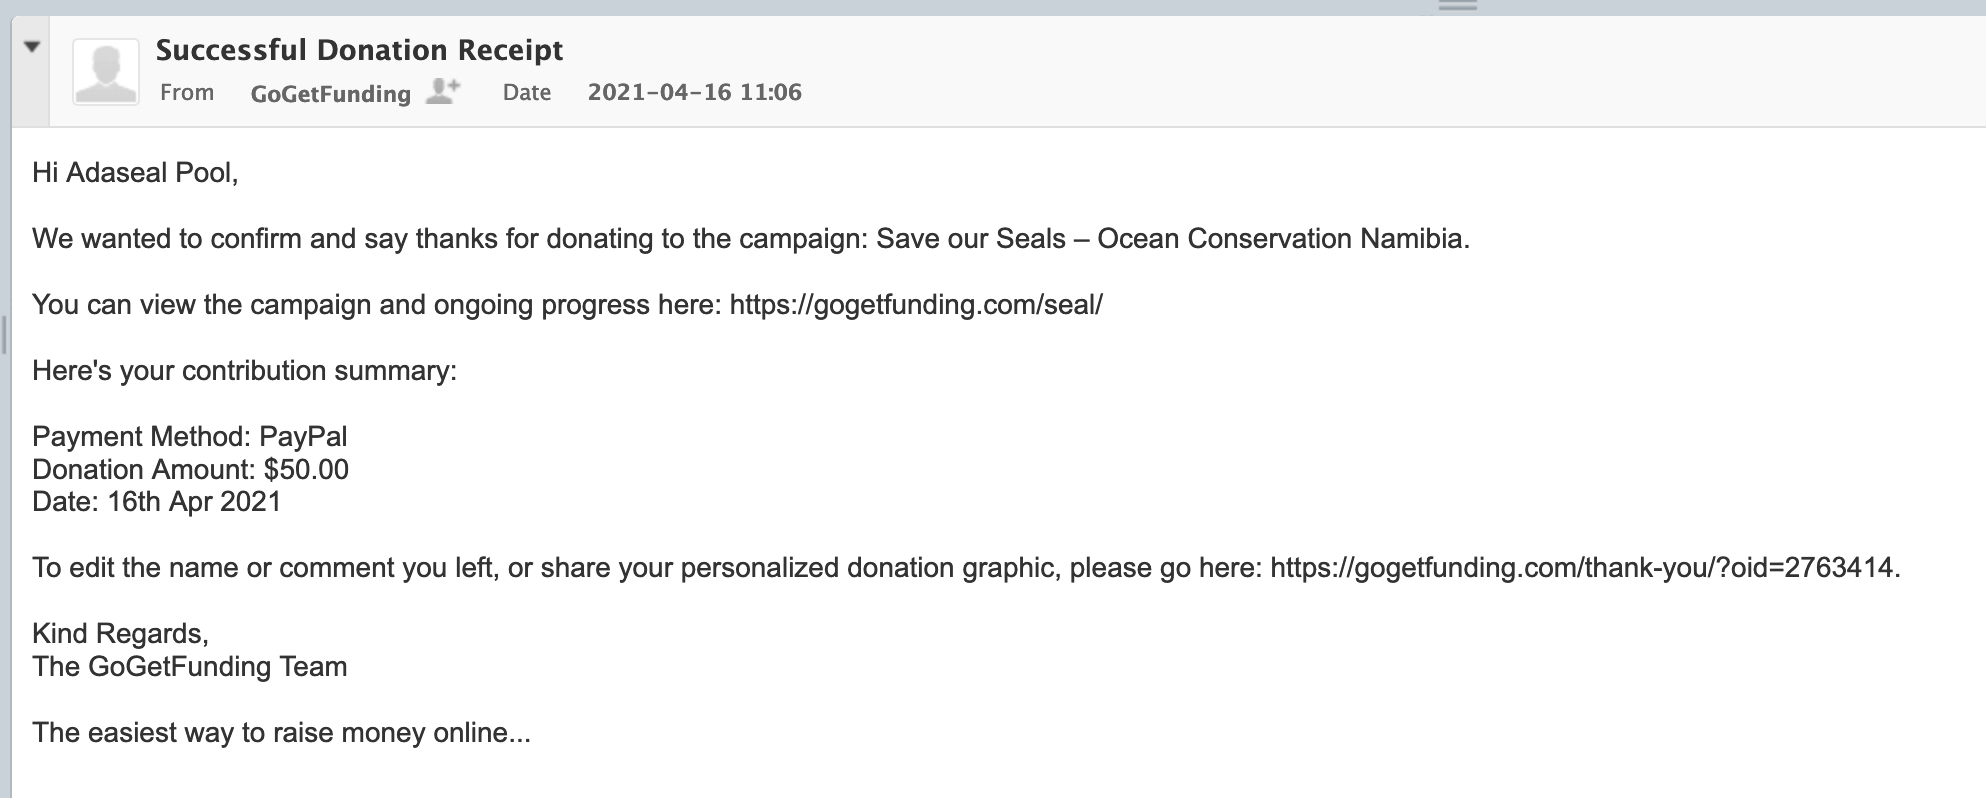 Successful Donation Receipt
From GoGetFunding Date 2021-04-16 11:06
Hi Adaseal Pool,
We wanted to confirm and say thanks for donating to the campaign: Save our Seals – Ocean Conservation Namibia.
You can view the campaign and ongoing progress here: https://gogetfunding.com/seal/
Here's your contribution summary:
Payment Method: PayPal
Donation Amount: $50.00
Date: 16th Apr 2021
To edit the name or comment you left, or share your personalized donation graphic, please go here: https://gogetfunding.com/thank-you/?oid=2763414.
Kind Regards,
The GoGetFunding Team
The easiest way to raise money online...